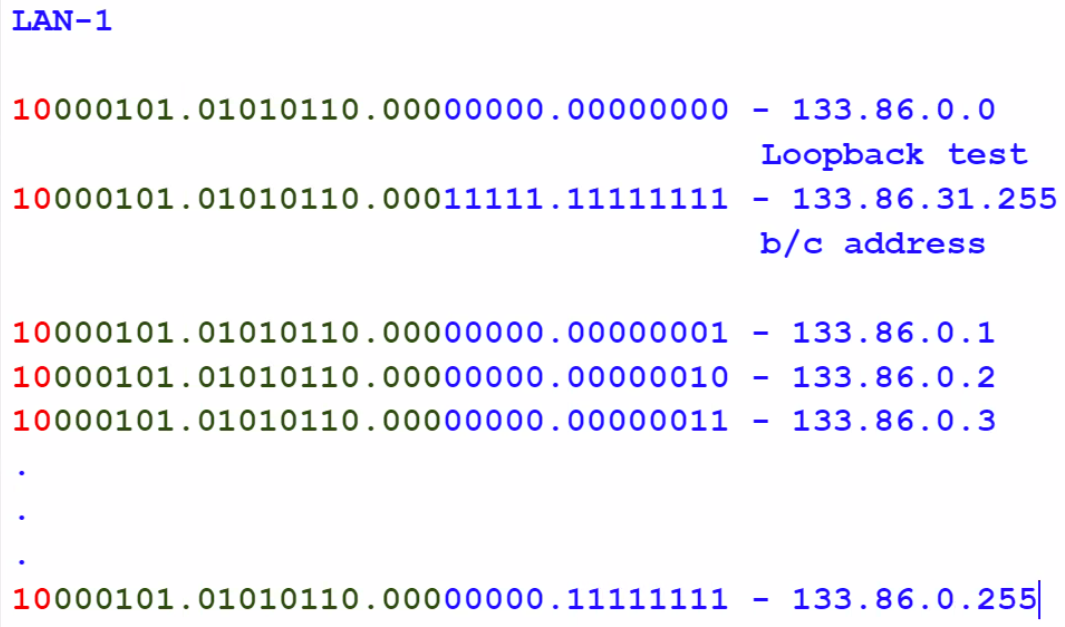 LAN-1
10000101.01010110.00000000.00000000 - 133.86.0.0
Loopback test
10000101.01010110.00011111.11111111 - 133.86.31.255
b/c address
10000101.01010110.00000000.00000001 - 133.86.0.1
10000101.01010110.00000000.00000010 - 133.86.0.2
10000101.01010110.00000000.00000011 - 133.86.0.3
.
.
.
10000101.01010110.00000000.11111111 - 133.86.0.255